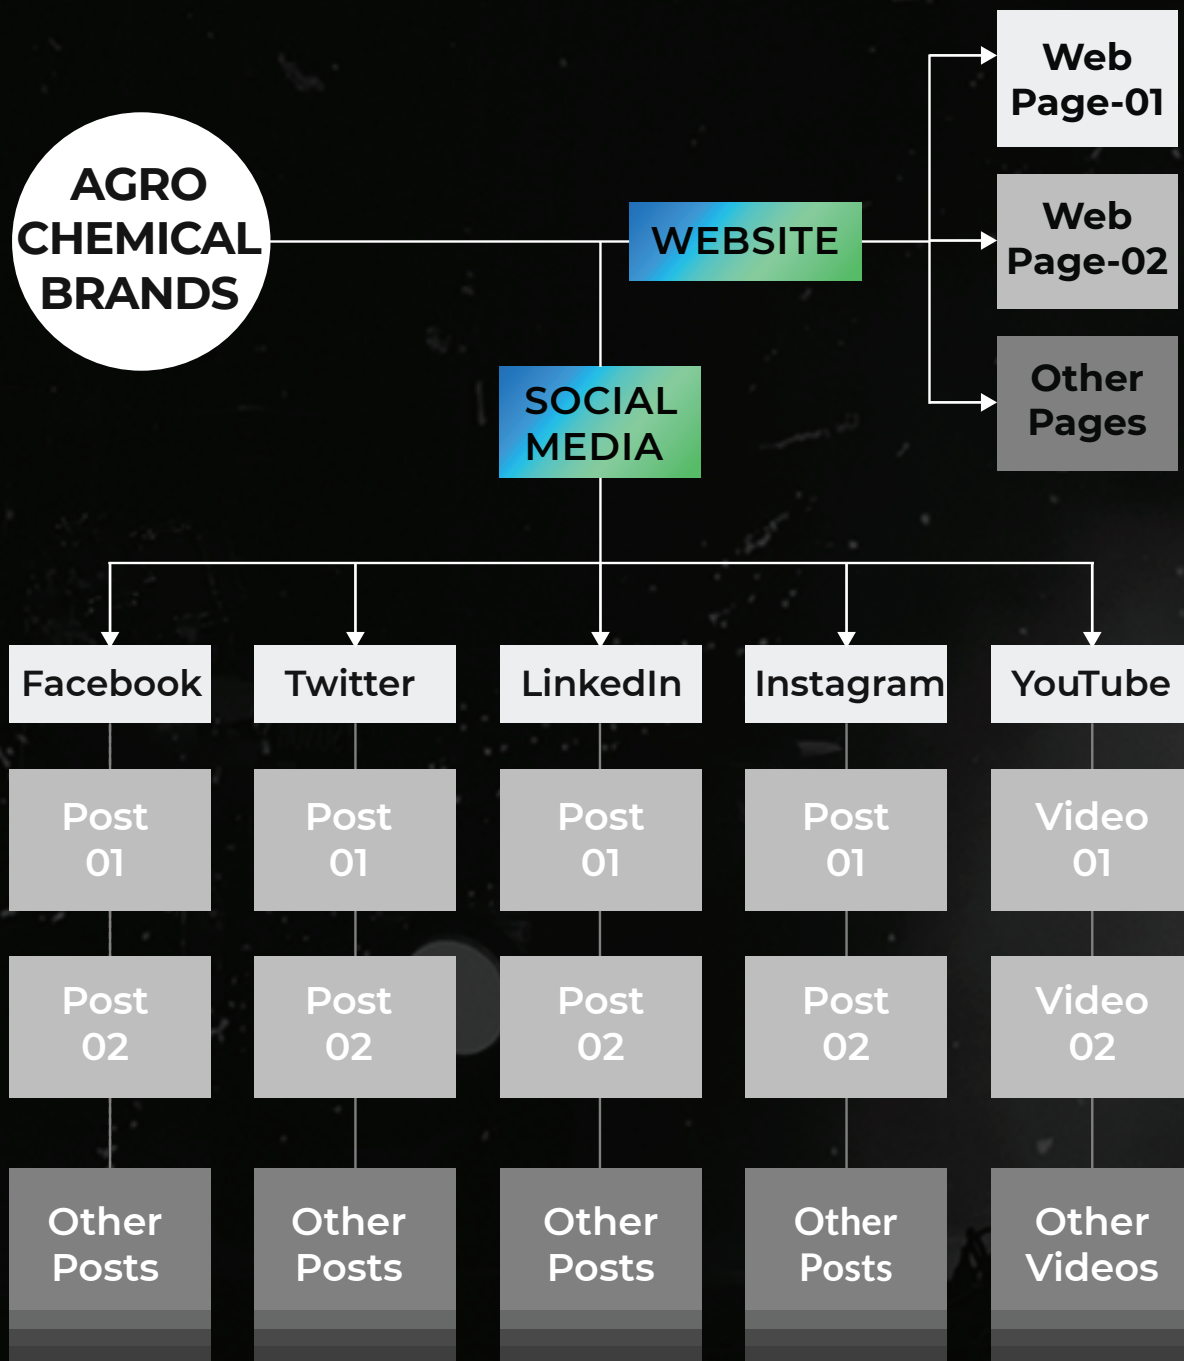 AGRO
CHEMICAL
BRANDS
WEBSITE
Web
Page-01
Web
Page-02
Other
Pages
SOCIAL
MEDIA
Facebook
Twitter
LinkedIn
Instagram
YouTube
Post
01
Post
01
Post
01
Post
01
Video
01
Post
02
Post
02
Post
02
Post
02
Video
02
Other
Posts
Other
Posts
Other
Posts
Other
Posts
Other
Videos